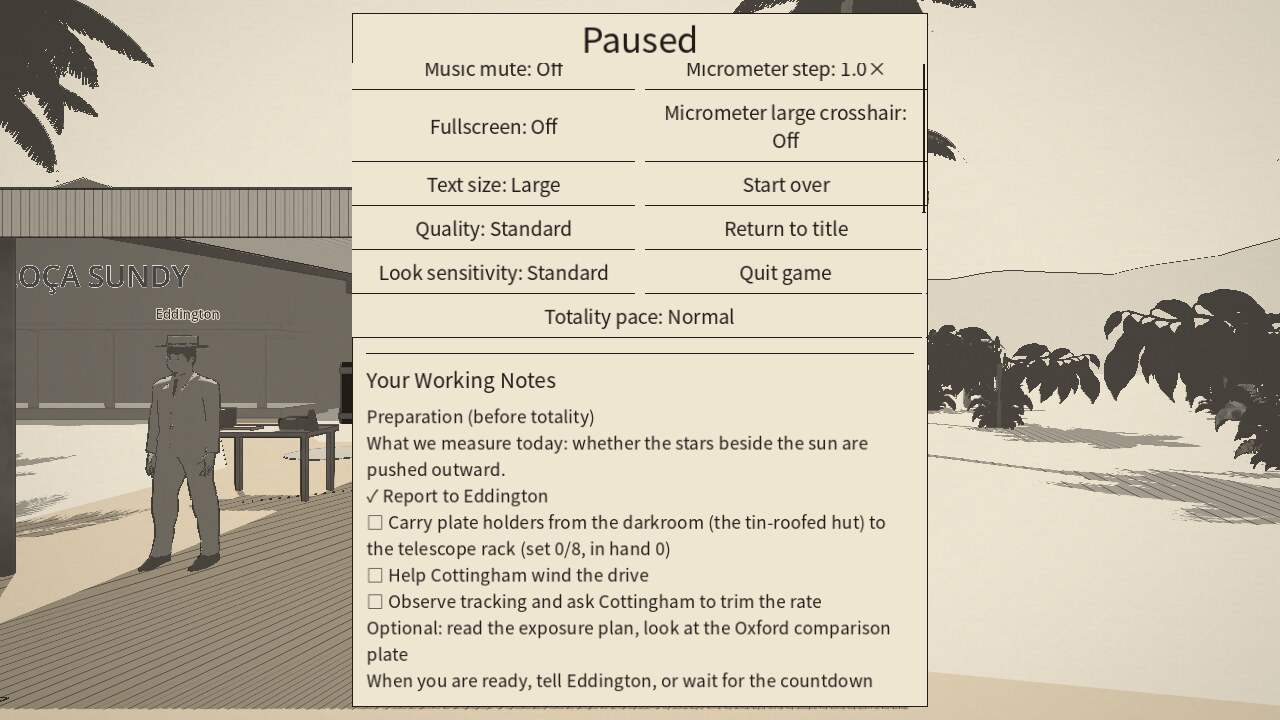 Paused
Music mute: Off
Micrometer step: 1.0×
Fullscreen: Off
Micrometer large crosshair:
Off
Text size: Large
Start over
Quality: Standard
Return to title
Look sensitivity: Standard
Quit game
Totality pace: Normal
OÇA SUNDY
Eddington
Your Working Notes
Preparation (before totality)
What we measure today: whether the stars beside the sun are
pushed outward.
✓ Report to Eddington
☐ Carry plate holders from the darkroom (the tin-roofed hut) to
the telescope rack (set 0/8, in hand 0)
☐ Help Cottingham wind the drive
☐ Observe tracking and ask Cottingham to trim the rate
Optional: read the exposure plan, look at the Oxford comparison
plate
When you are ready, tell Eddington, or wait for the countdown